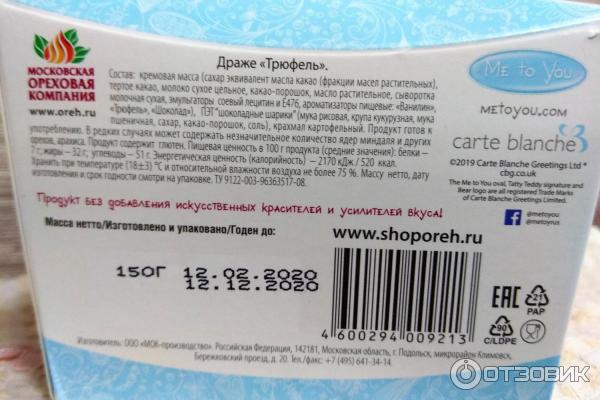 МОСКОВСКАЯ
ОРЕХОВАЯ
КОМПАНИЯ
www.oreh.ru
Драже «Трюфель».
Состав: кремовая масса (сахар эквивалент масла какао (фракции масел растительных),
тертое какао, молоко сухое цельное, какао-порошок, масло растительное, сыворотка
молочная сухая, эмульгаторы соевый лецитин и Е476, ароматизаторы пищевые: «Ванилин»,
«Трюфель», «Шоколад»), ПЭТ"шоколадные шарики" (мука рисовая, крупа кукурузная, мука
пшеничная, сахар, какао-порошок, соль), крахмал картофельный. Продукт готов к
употреблению. В редких случаях может содержать незначительное количество ядер миндаля и других
орехов, арахиса. Продукт содержит глютен. Пищевая ценность в 100 г продукта (средние значения): белки –
7 г; жиры – 32 г; углеводы – 51 г. Энергетическая ценность (калорийность) – 2170 кДж / 520 ккал.
Хранить при температуре (18±3) °С и относительной влажности воздуха не более 75 %. Массу нетто, дату
изготовления и срок годности смотри на упаковке. ТУ 9122-003-96363517-08.
Продукт без добавления искусственных красителей и усилителей вкуса!
Масса нетто/Изготовлено и упаковано/Годен до:
150Г 12.02.2020
12.12.2020
www.shoporeh.ru
4 600294 009213
ME TO YOU
METOYOU.COM
carte blanche
©2019 Carte Blanche Greetings Ltd
cbg.co.uk
The Me to You oval, Tatty Teddy signature and
Bear logo are all registered Trade Marks
of Carte Blanche Greetings Limited.
@metoyou
@metoyourus
EAC
21
PAP
90
C/LDPE
Изготовитель: ООО «МОК-производство». Российская Федерация, 142181, Московская область, г. Подольск, микрорайон Климовск,
Бережковский проезд, д. 20. Тел./факс: +7 (495) 641-34-14.
ОТЗОВИК